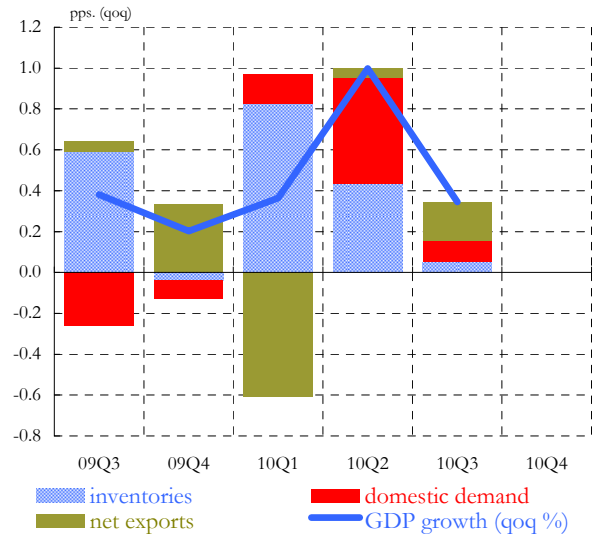 pps. (qoq)
1.2
1.0
0.8
0.6
0.4
0.2
0.0
-0.2
-0.4
-0.6
-0.8
09Q3 09Q4 10Q1 10Q2 10Q3 10Q4
inventories domestic demand
net exports GDP growth (qoq %)